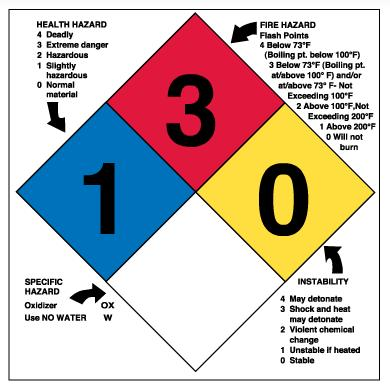 HEALTH HAZARD
4 Deadly
3 Extreme danger
2 Hazardous
1 Slightly
hazardous
0 Normal
material
FIRE HAZARD
Flash Points
4 Below 73°F
(Boiling pt. below 100°F)
3 Below 73°F (Boiling pt.
at/above 100° F) and/or
at/above 73° F- Not
Exceeding 100°F
2 Above 100°F,Not
Exceeding 200°F
1 Above 200°F
0 Will not
burn
3
1
0
SPECIFIC
HAZARD
Oxidizer OX
Use NO WATER W
INSTABILITY
4 May detonate
3 Shock and heat
may detonate
2 Violent chemical
change
1 Unstable if heated
0 Stable